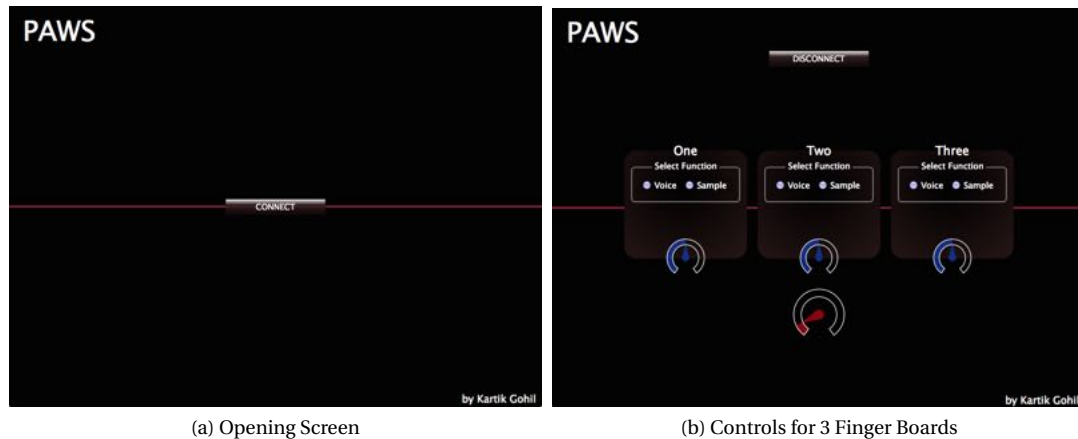 PAWS
CONNECT
by Kartik Gohil
(a) Opening Screen
PAWS
DISCONNECT
One
Select Function
Voice Sample
Two
Select Function
Voice Sample
Three
Select Function
Voice Sample
by Kartik Gohil
(b) Controls for 3 Finger Boards